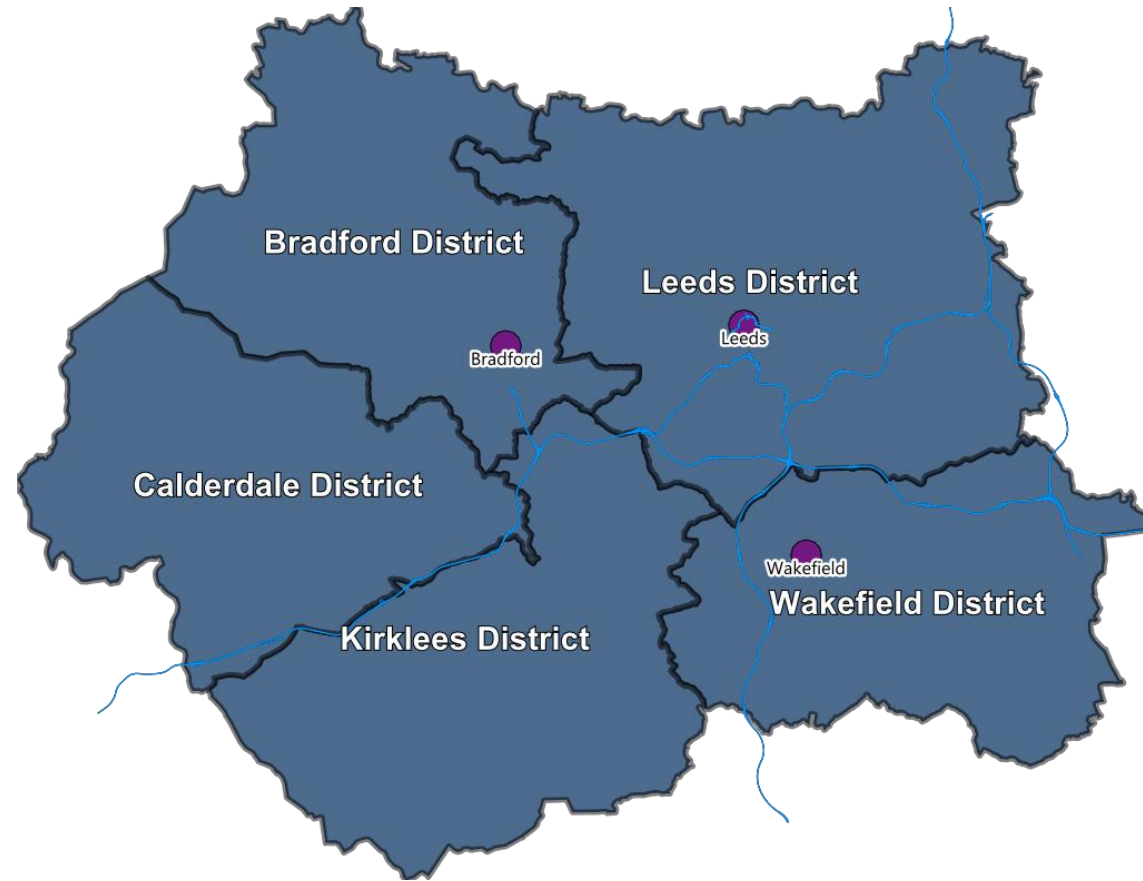 Bradford District
Leeds District
Leeds
Bradford
Calderdale District
Wakefield
Wakefield District
Kirklees District